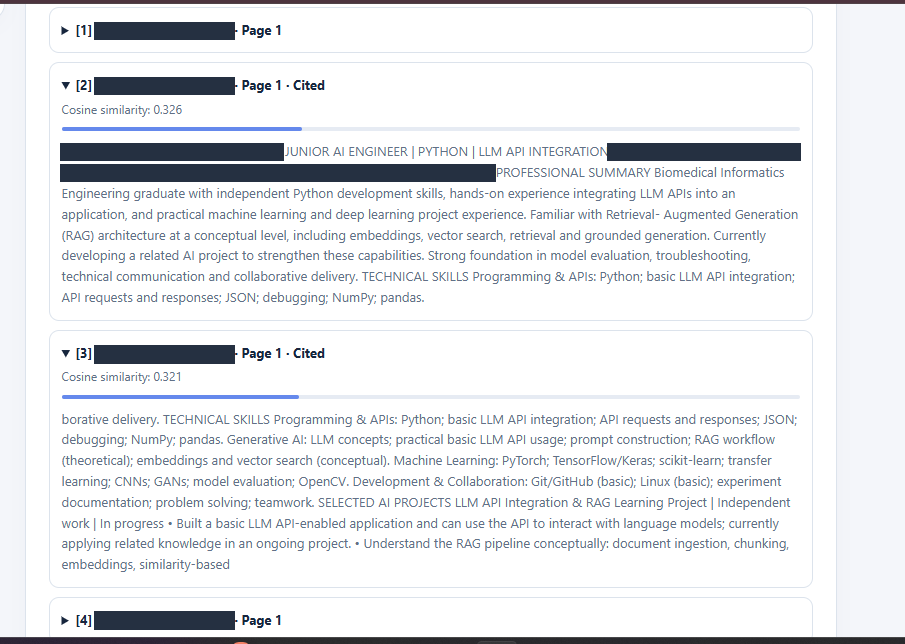 [1] - Page 1
[2] - Page 1 · Cited
Cosine similarity: 0.326
JUNIOR AI ENGINEER | PYTHON | LLM API INTEGRATION
PROFESSIONAL SUMMARY Biomedical Informatics
Engineering graduate with independent Python development skills, hands-on experience integrating LLM APIs into an
application, and practical machine learning and deep learning project experience. Familiar with Retrieval- Augmented Generation
(RAG) architecture at a conceptual level, including embeddings, vector search, retrieval and grounded generation. Currently
developing a related AI project to strengthen these capabilities. Strong foundation in model evaluation, troubleshooting,
technical communication and collaborative delivery. TECHNICAL SKILLS Programming & APIs: Python; basic LLM API integration;
API requests and responses; JSON; debugging; NumPy; pandas.
[3] - Page 1 · Cited
Cosine similarity: 0.321
borative delivery. TECHNICAL SKILLS Programming & APIs: Python; basic LLM API integration; API requests and responses; JSON;
debugging; NumPy; pandas. Generative AI: LLM concepts; practical basic LLM API usage; prompt construction; RAG workflow
(theoretical); embeddings and vector search (conceptual). Machine Learning: PyTorch; TensorFlow/Keras; scikit-learn; transfer
learning; CNNs; GANs; model evaluation; OpenCV. Development & Collaboration: Git/GitHub (basic); Linux (basic); experiment
documentation; problem solving; teamwork. SELECTED AI PROJECTS LLM API Integration & RAG Learning Project | Independent
work | In progress • Built a basic LLM API-enabled application and can use the API to interact with language models; currently
applying related knowledge in an ongoing project. • Understand the RAG pipeline conceptually: document ingestion, chunking,
embeddings, similarity-based
[4] - Page 1